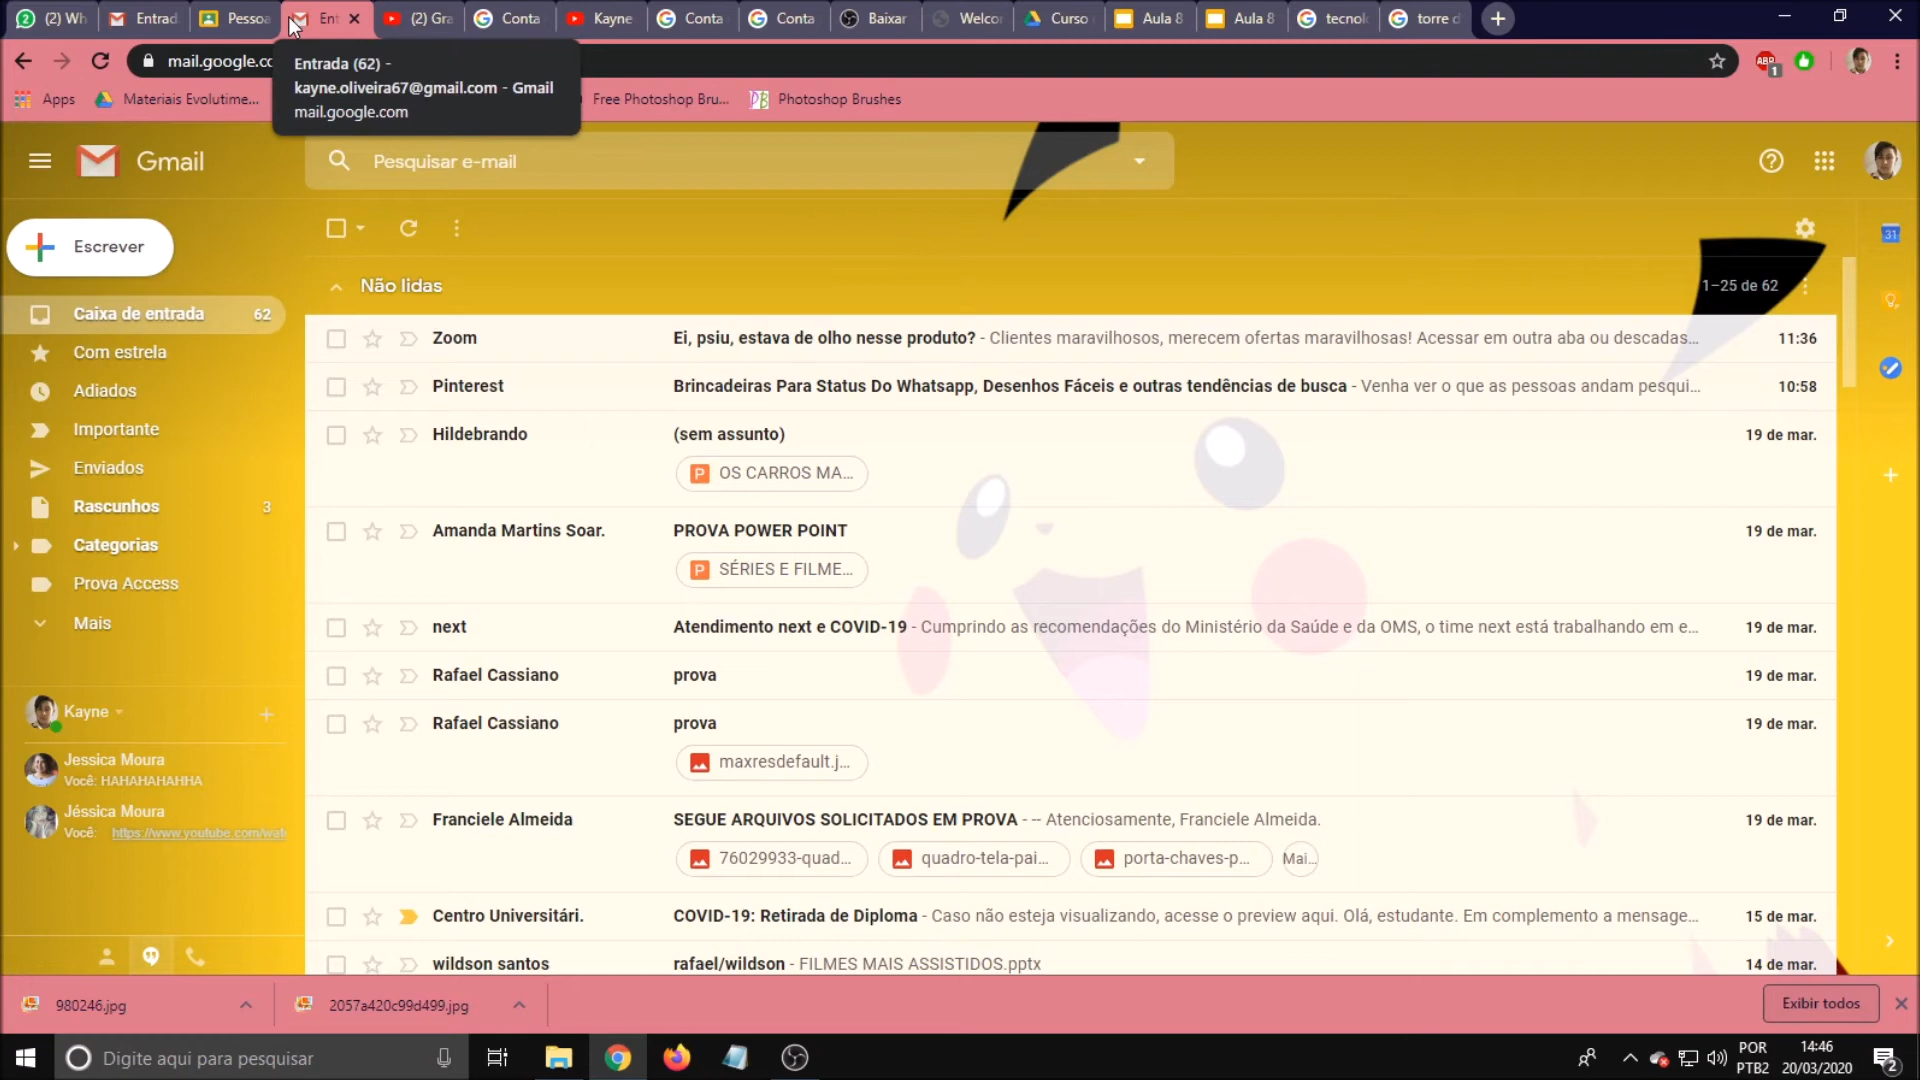 (2) Wh
Entrad
Pessoa
Ent
(2) Gra
Conta
Kayne
Conta
Conta
Baixar
Welcon
Curso
Aula 8
Aula 8
tecnok
torre d
mail.google.co
ABP
1
Entrada (62) -
kayne.oliveira67@gmail.com - Gmail
mail.google.com
Apps
Materiais Evolutime...
Free Photoshop Bru...
Photoshop Brushes
Gmail
Pesquisar e-mail
Escrever
Não lidas
1–25 de 62
31
Caixa de entrada 62
Com estrela
Adiados
Importante
Enviados
Rascunhos 3
Categorias
Prova Access
Mais
Zoom Ei, psiu, estava de olho nesse produto? - Clientes maravilhosos, merecem ofertas maravilhosas! Acessar em outra aba ou descadas... 11:36
Pinterest Brincadeiras Para Status Do Whatsapp, Desenhos Fáceis e outras tendências de busca - Venha ver o que as pessoas andam pesqui... 10:58
Hildebrando (sem assunto) 19 de mar.
P OS CARROS MA...
Amanda Martins Soar. PROVA POWER POINT 19 de mar.
P SÉRIES E FILME...
next Atendimento next e COVID-19 - Cumprindo as recomendações do Ministério da Saúde e da OMS, o time next está trabalhando em e... 19 de mar.
Rafael Cassiano prova 19 de mar.
Rafael Cassiano prova 19 de mar.
maxresdefault.j...
Franciele Almeida SEGUE ARQUIVOS SOLICITADOS EM PROVA - -- Atenciosamente, Franciele Almeida. 19 de mar.
76029933-quad... quadro-tela-pai... porta-chaves-p... Mai...
Centro Universitári. COVID-19: Retirada de Diploma - Caso não esteja visualizando, acesse o preview aqui. Olá, estudante. Em complemento a mensage... 15 de mar.
wildson santos rafael/wildson - FILMES MAIS ASSISTIDOS.pptx 14 de mar.
Kayne
Jessica Moura
Você: HAHAHAHAHHA
Jéssica Moura
Você: https://www.youtube.com/wat
980246.jpg
2057a420c99d499.jpg
Exibir todos
Digite aqui para pesquisar
POR
PTB2
14:46
20/03/2020
2